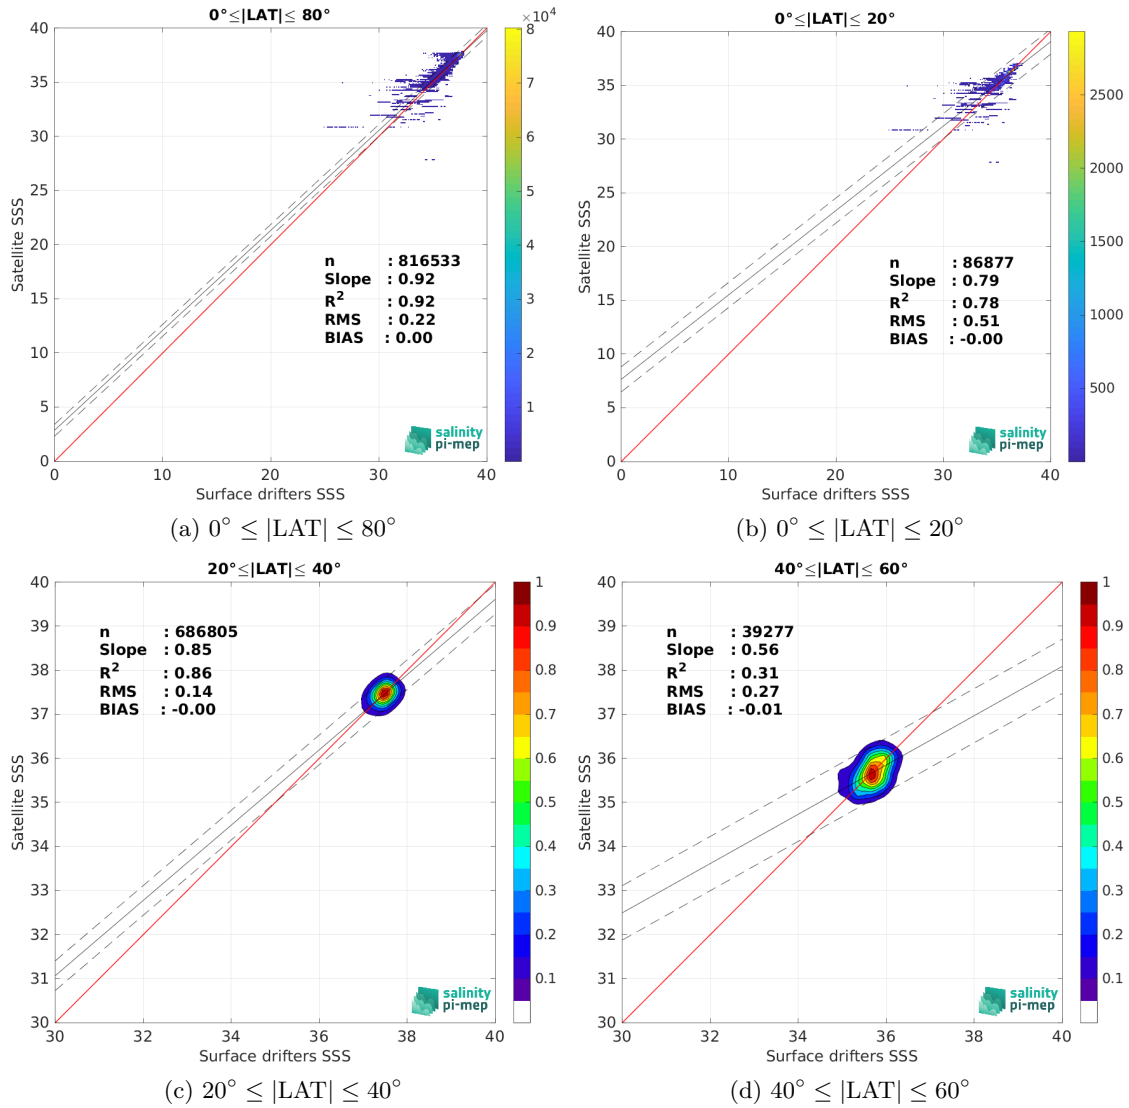 0°≤|LAT|≤ 80°
×10⁴
40
35
30
25
20
15
10
5
0
Satellite SSS
n : 816533
Slope : 0.92
R² : 0.92
RMS : 0.22
BIAS : 0.00
salinity
pi-mep
0 10 20 30 40
Surface drifters SSS
8
7
6
5
4
3
2
1
(a) 0° ≤ |LAT| ≤ 80°
0°≤|LAT|≤ 20°
40
35
30
25
20
15
10
5
0
Satellite SSS
n : 86877
Slope : 0.79
R² : 0.78
RMS : 0.51
BIAS : -0.00
salinity
pi-mep
0 10 20 30 40
Surface drifters SSS
2500
2000
1500
1000
500
(b) 0° ≤ |LAT| ≤ 20°
20°≤|LAT|≤ 40°
40
39
38
37
36
35
34
33
32
31
30
Satellite SSS
n : 686805
Slope : 0.85
R² : 0.86
RMS : 0.14
BIAS : -0.00
salinity
pi-mep
30 32 34 36 38 40
Surface drifters SSS
1
0.9
0.8
0.7
0.6
0.5
0.4
0.3
0.2
0.1
(c) 20° ≤ |LAT| ≤ 40°
40°≤|LAT|≤ 60°
40
39
38
37
36
35
34
33
32
31
30
Satellite SSS
n : 39277
Slope : 0.56
R² : 0.31
RMS : 0.27
BIAS : -0.01
salinity
pi-mep
30 32 34 36 38 40
Surface drifters SSS
1
0.9
0.8
0.7
0.6
0.5
0.4
0.3
0.2
0.1
(d) 40° ≤ |LAT| ≤ 60°